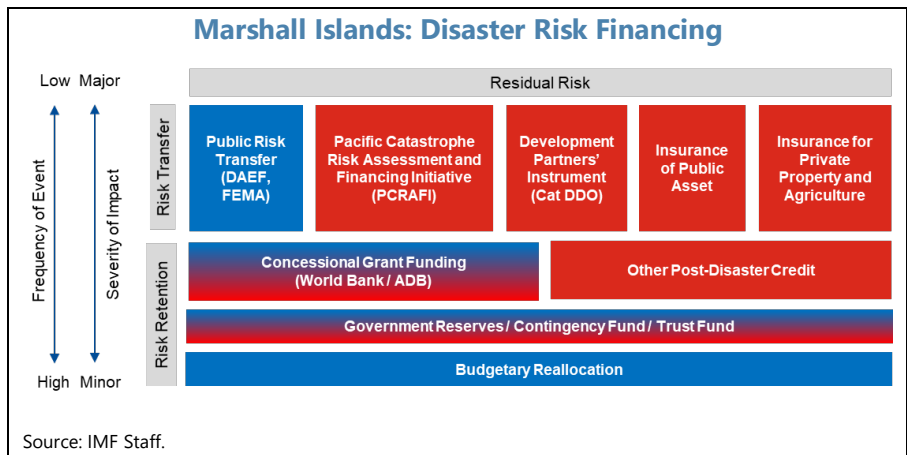 Marshall Islands: Disaster Risk Financing
Low Major
Residual Risk
Frequency of Event
Severity of Impact
Risk Transfer
Public Risk
Transfer
(DAEF,
FEMA)
Pacific Catastrophe
Risk Assessment and
Financing Initiative
(PCRAFI)
Development
Partners'
Instrument
(Cat DDO)
Insurance
of Public
Asset
Insurance for
Private
Property and
Agriculture
Risk Retention
Concessional Grant Funding
(World Bank / ADB)
Other Post-Disaster Credit
Government Reserves / Contingency Fund / Trust Fund
Budgetary Reallocation
High Minor
Source: IMF Staff.